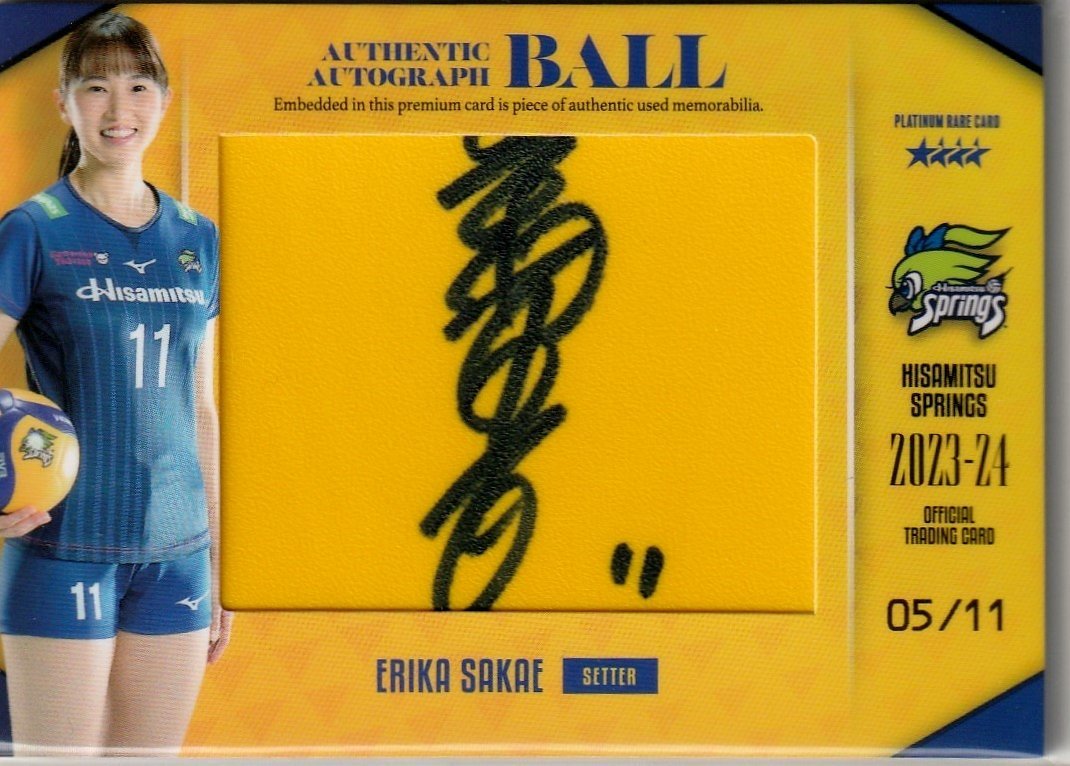 AUTHENTIC
AUTOGRAPH
BALL
Embedded in this premium card is piece of authentic used memorabilia.
PLATINUM RARE CARD
Hisamitsu
11
11
11
Hisamitsu
Springs
HISAMITSU
SPRINGS
2023-24
OFFICIAL
TRADING CARD
05/11
ERIKA SAKAE
SETTER